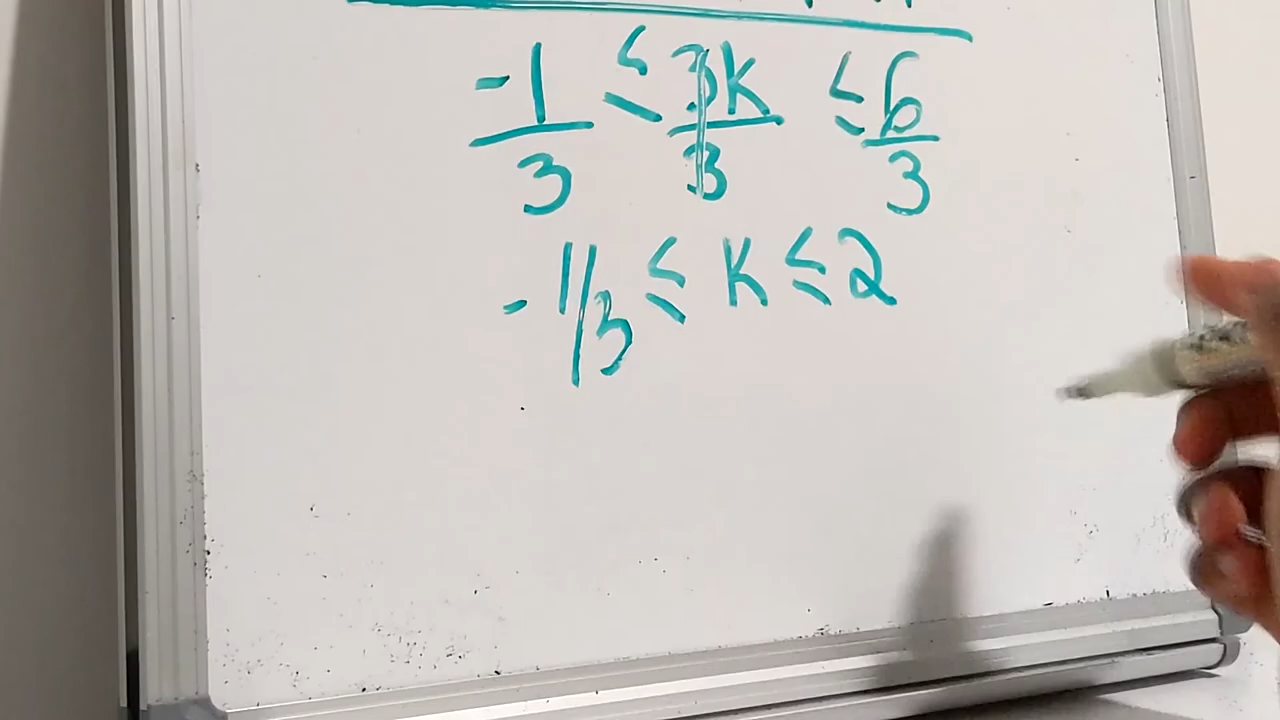 -1/3 ≤ 3k/3 ≤ 6/3
-1/3 ≤ k ≤ 2